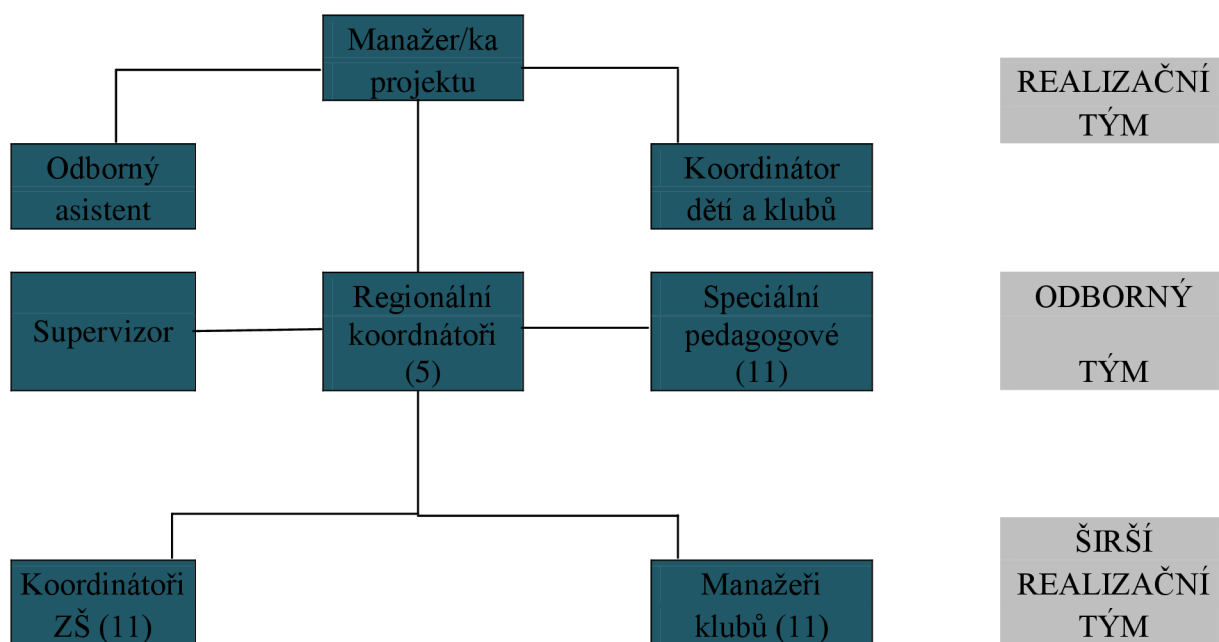 Manažer/ka
projektu
REALIZAČNÍ
TÝM
Odborný
asistent
Koordinátor
dětí a klubů
Supervizor
Regionální
koordnátoři
(5)
Speciální
pedagogové
(11)
ODBORNÝ
TÝM
Koordinátoři
ZŠ (11)
Manažeři
klubů (11)
ŠIRŠÍ
REALIZAČNÍ
TÝM